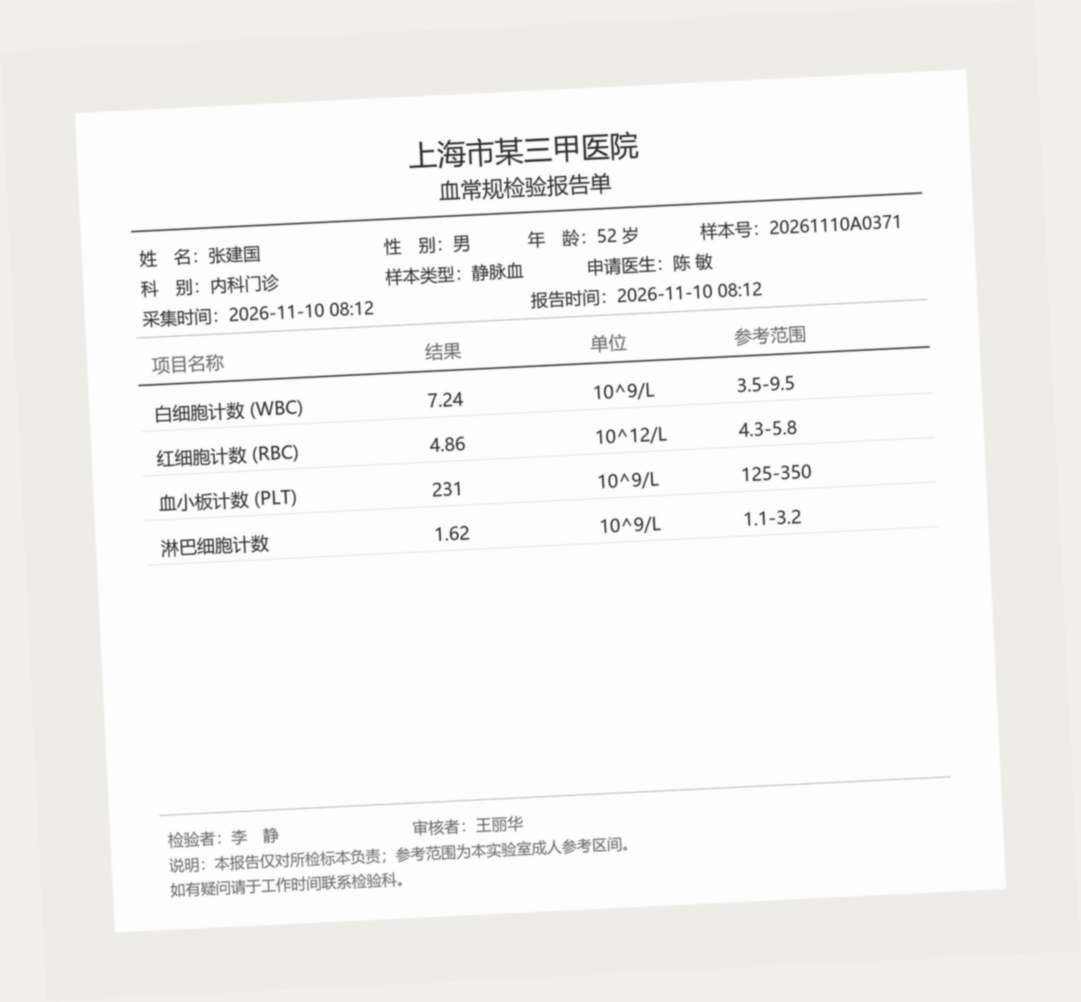 上海市某三甲医院
血常规检验报告单
姓 名：张建国 性 别：男 年 龄：52 岁 样本号：20261110A0371
科 别：内科门诊 样本类型：静脉血 申请医生：陈 敏
采集时间：2026-11-10 08:12 报告时间：2026-11-10 08:12
项目名称 结果 单位 参考范围
白细胞计数 (WBC) 7.24 10^9/L 3.5-9.5
红细胞计数 (RBC) 4.86 10^12/L 4.3-5.8
血小板计数 (PLT) 231 10^9/L 125-350
淋巴细胞计数 1.62 10^9/L 1.1-3.2
检验者：李 静 审核者：王丽华
说明：本报告仅对所检标本负责；参考范围为本实验室成人参考区间。
如有疑问请于工作时间联系检验科。